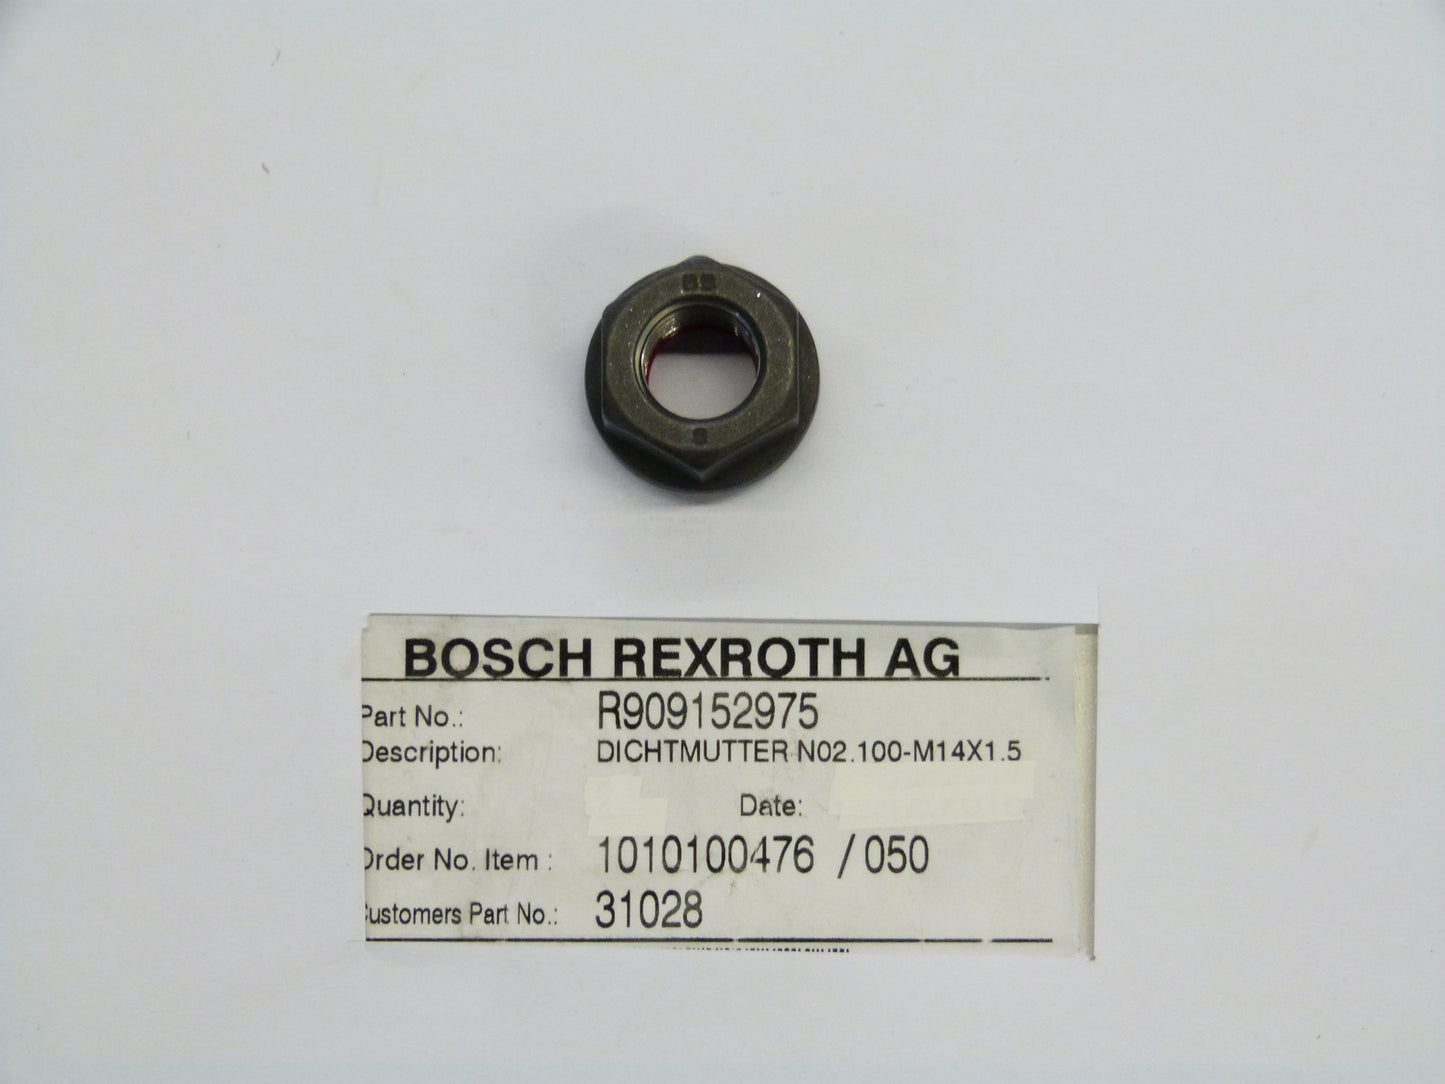 8
BOSCH REXROTH AG
Part No.: R909152975
Description: DICHTMUTTER N02.100-M14X1.5
Quantity: Date:
Order No. Item : 1010100476 / 050
Customers Part No.: 31028